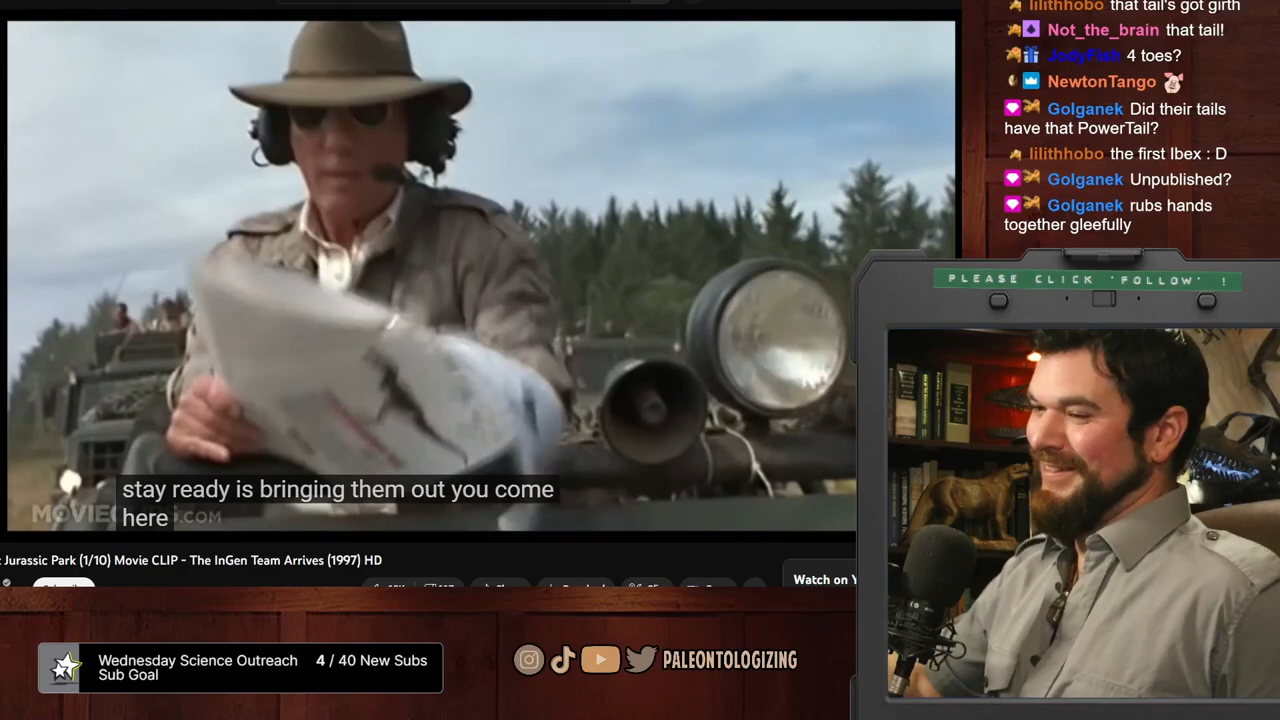 lilithhobo that tail's got girth
Not_the_brain that tail!
JodyFish 4 toes?
NewtonTango
Golganek Did their tails
have that PowerTail?
lilithhobo the first Ibex : D
Golganek Unpublished?
Golganek rubs hands
together gleefully
PLEASE CLICK "FOLLOW" !
stay ready is bringing them out you come
here
MOVIEC S.COM
: Jurassic Park (1/10) Movie CLIP - The InGen Team Arrives (1997) HD
Watch on Y
Wednesday Science Outreach 4 / 40 New Subs
Sub Goal
PALEONTOLOGIZING